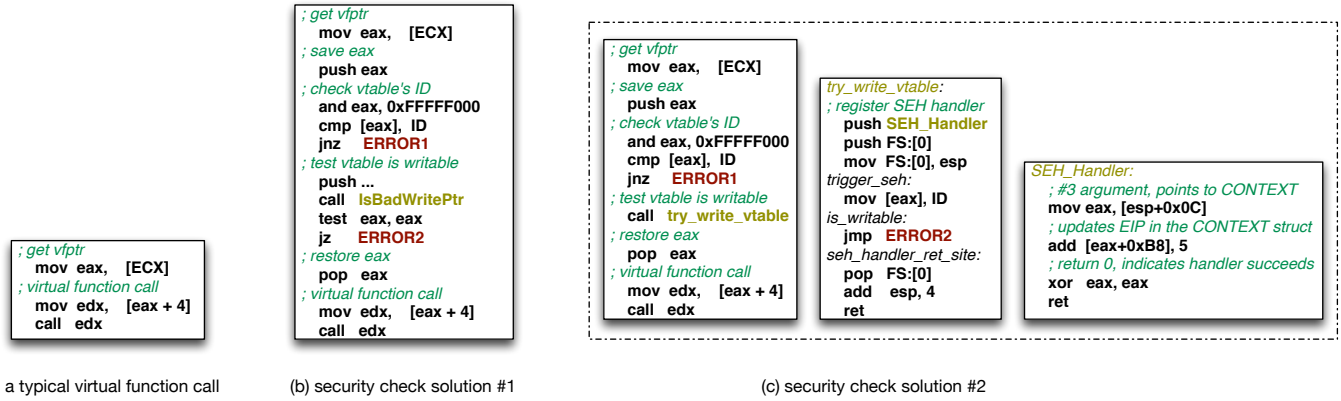 ; get vfptr
mov eax, [ECX]
; virtual function call
mov edx, [eax + 4]
call edx
a typical virtual function call
; get vfptr
mov eax, [ECX]
; save eax
push eax
; check vtable's ID
and eax, 0xFFFFF000
cmp [eax], ID
jnz ERROR1
; test vtable is writable
push ...
call IsBadWritePtr
test eax, eax
jz ERROR2
; restore eax
pop eax
; virtual function call
mov edx, [eax + 4]
call edx
(b) security check solution #1
; get vfptr
mov eax, [ECX]
; save eax
push eax
; check vtable's ID
and eax, 0xFFFFF000
cmp [eax], ID
jnz ERROR1
; test vtable is writable
call try_write_vtable
; restore eax
pop eax
; virtual function call
mov edx, [eax + 4]
call edx
try_write_vtable:
; register SEH handler
push SEH_Handler
push FS:[0]
mov FS:[0], esp
trigger_seh:
mov [eax], ID
is_writable:
jmp ERROR2
seh_handler_ret_site:
pop FS:[0]
add esp, 4
ret
SEH_Handler:
; #3 argument, points to CONTEXT
mov eax, [esp+0x0C]
; updates EIP in the CONTEXT struct
add [eax+0xB8], 5
; return 0, indicates handler succeeds
xor eax, eax
ret
(c) security check solution #2